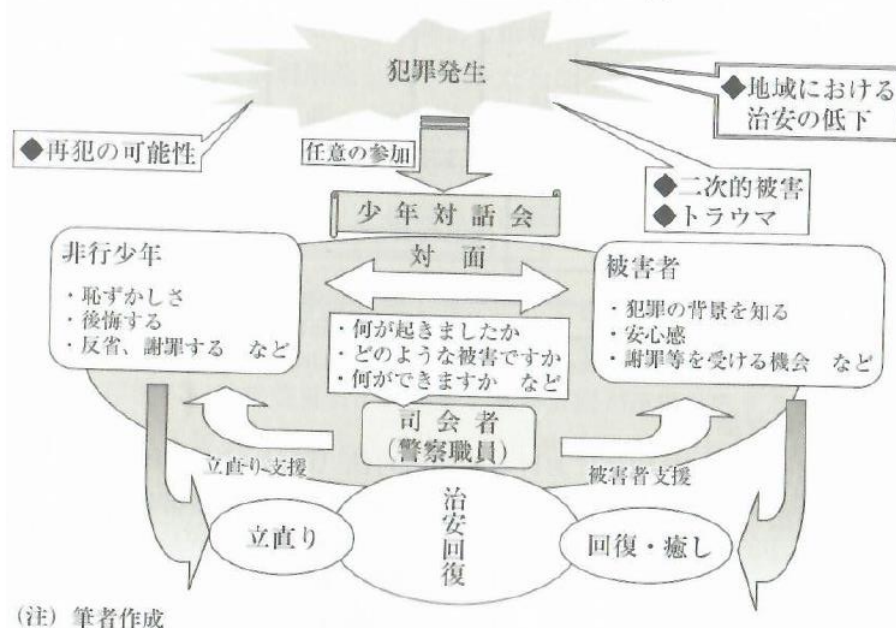 犯罪発生
◆地域における
治安の低下
◆再犯の可能性
任意の参加
◆二次的被害
◆トラウマ
少年対話会
対面
非行少年
・恥ずかしさ
・後悔する
・反省、謝罪する など
被害者
・犯罪の背景を知る
・安心感
・謝罪等を受ける機会 など
・何が起きましたか
・どのような被害ですか
・何ができますか など
司会者
(警察職員)
立直り支援
被害者支援
治安回復
立直り
回復・癒し
(注) 筆者作成